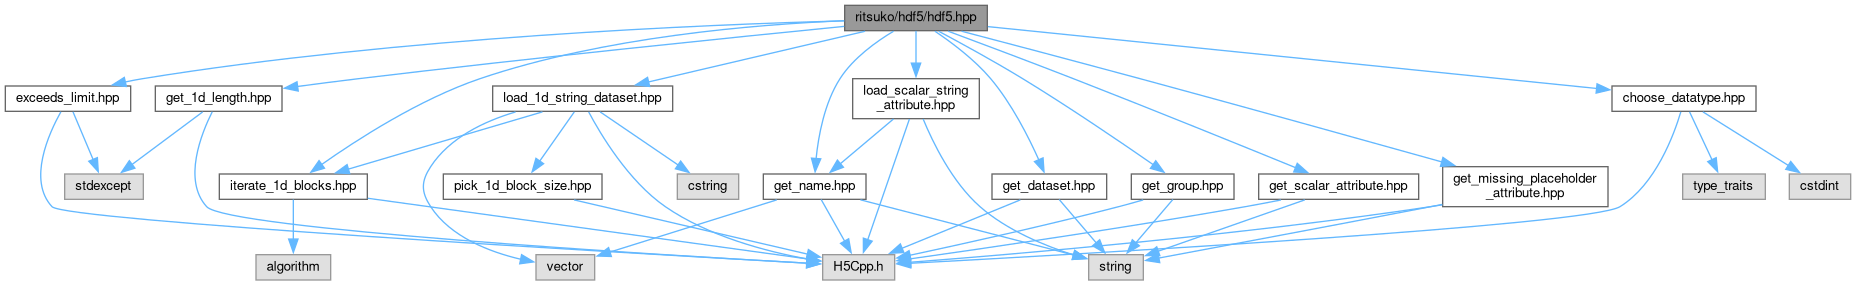 ritsuko/hdf5/hdf5.hpp
exceeds_limit.hpp
get_1d_length.hpp
load_1d_string_dataset.hpp
load_scalar_string
_attribute.hpp
choose_datatype.hpp
stdexcept
iterate_1d_blocks.hpp
pick_1d_block_size.hpp
cstring
get_name.hpp
get_dataset.hpp
get_group.hpp
get_scalar_attribute.hpp
get_missing_placeholder
_attribute.hpp
type_traits
cstdint
algorithm
vector
H5Cpp.h
string